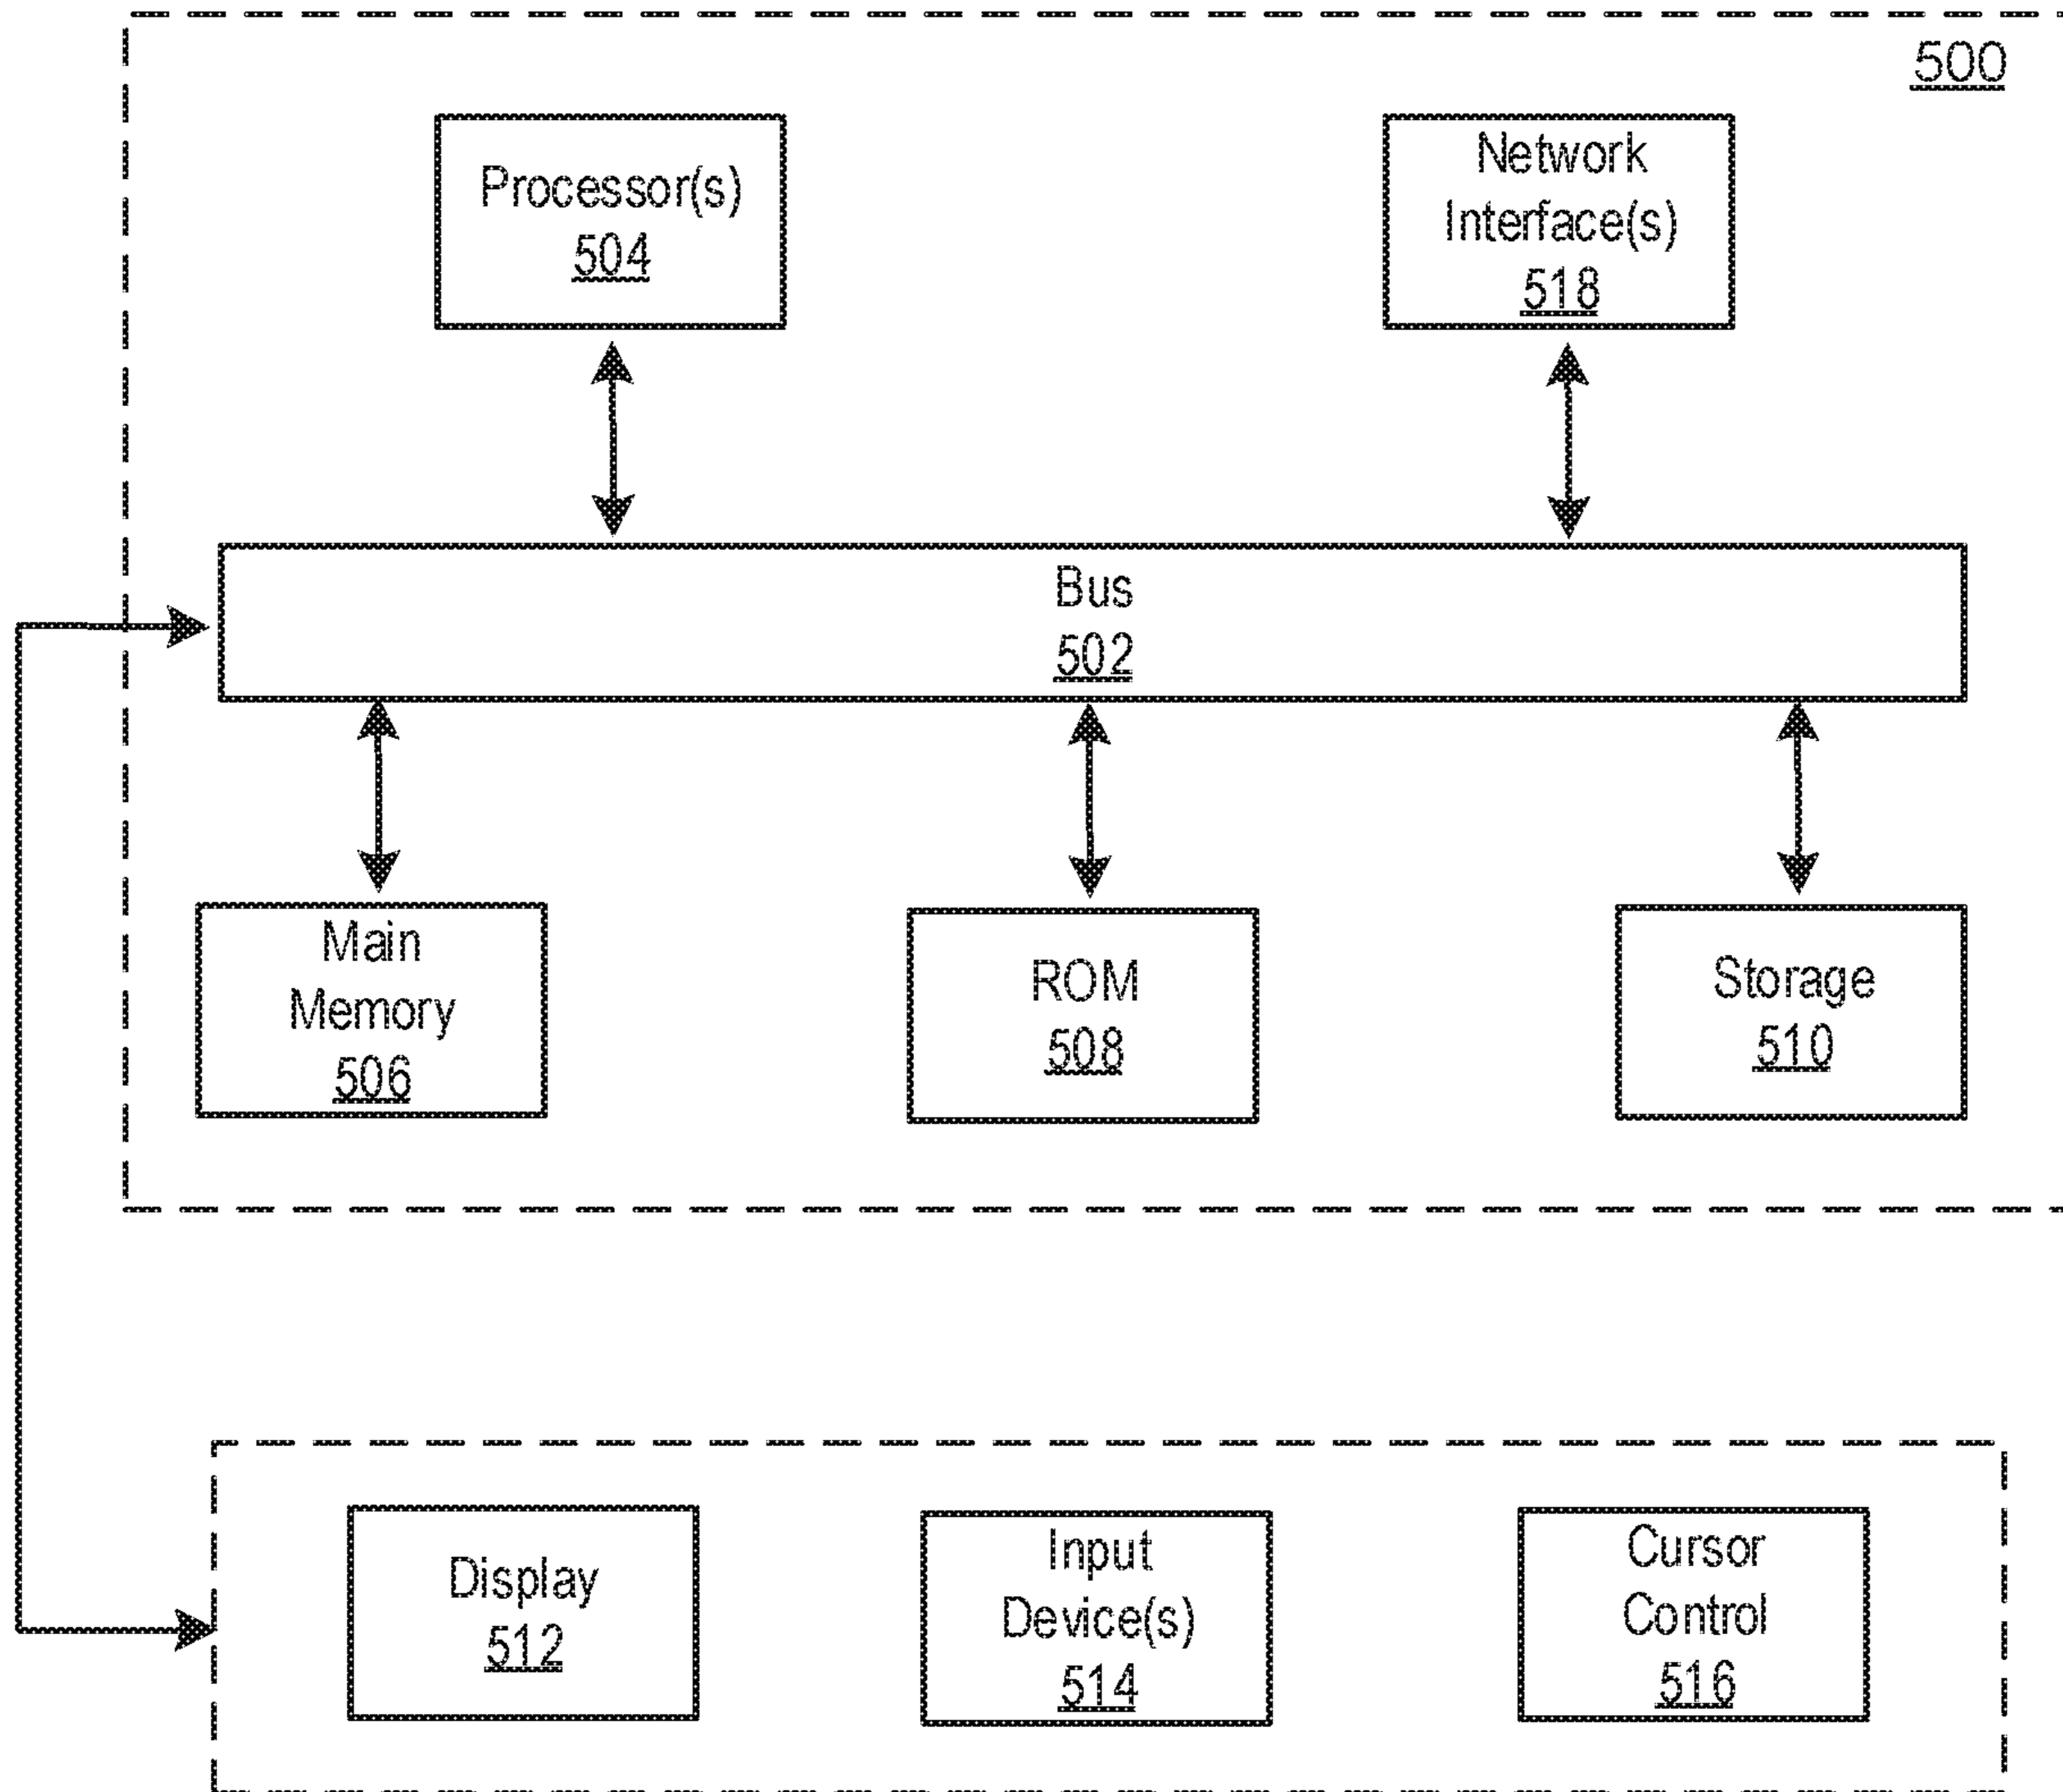 500
Processor(s)
504
Network
Interface(s)
518
Bus
502
Main
Memory
506
ROM
508
Storage
510
Display
512
Input
Device(s)
514
Cursor
Control
516